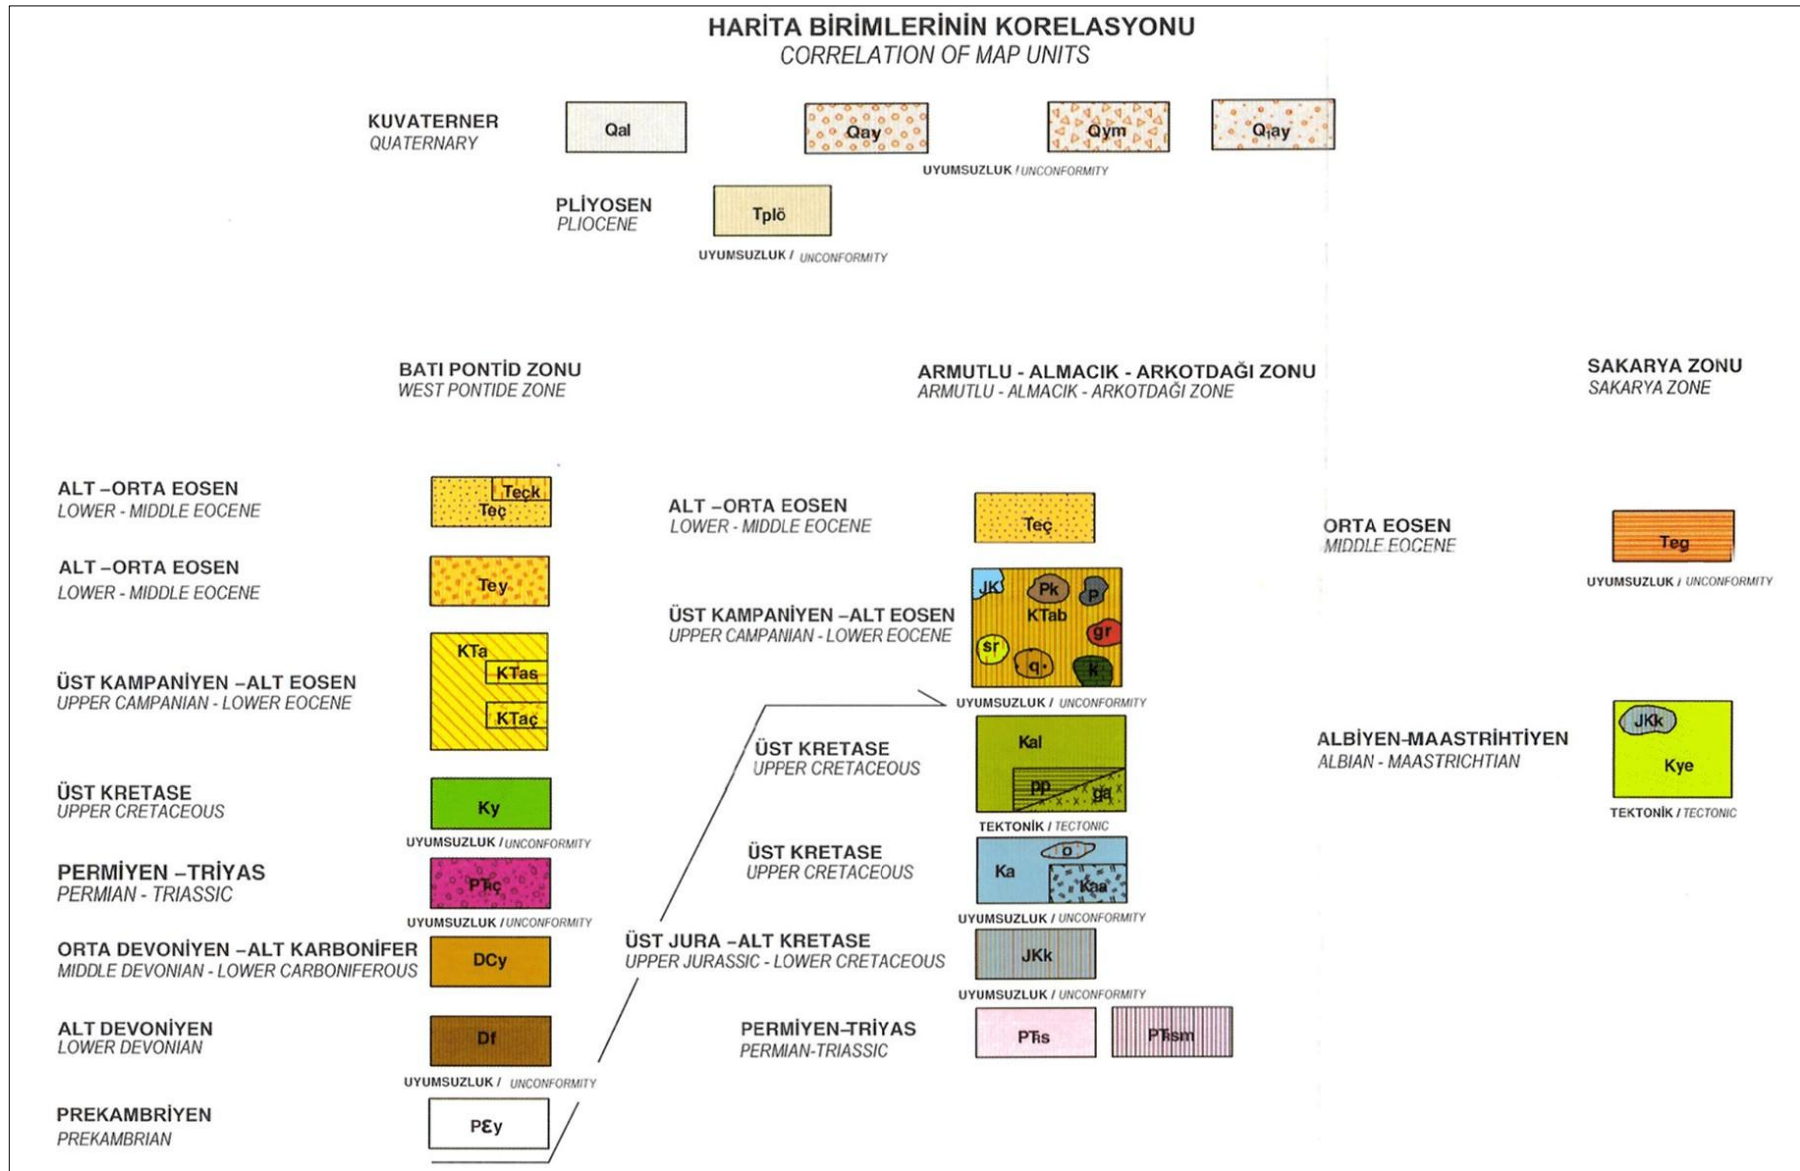 HARİTA BİRİMLERİNİN KORELASYONU
CORRELATION OF MAP UNITS
KUVATERNER
QUATERNARY
Qal
Qay
Qym
Q₁ay
UYUMSUZLUK / UNCONFORMITY
PLİYOSEN
PLIOCENE
Tplö
UYUMSUZLUK / UNCONFORMITY
BATI PONTİD ZONU
WEST PONTIDE ZONE
ALT –ORTA EOSEN
LOWER - MIDDLE EOCENE
Teçk
Teç
ALT –ORTA EOSEN
LOWER - MIDDLE EOCENE
Tey
ÜST KAMPANİYEN –ALT EOSEN
UPPER CAMPANIAN - LOWER EOCENE
KTa
KTas
KTaç
ÜST KRETASE
UPPER CRETACEOUS
Ky
UYUMSUZLUK / UNCONFORMITY
PERMİYEN –TRİYAS
PERMIAN - TRIASSIC
PTʀç
UYUMSUZLUK / UNCONFORMITY
ORTA DEVONİYEN –ALT KARBONİFER
MIDDLE DEVONIAN - LOWER CARBONIFEROUS
DCy
ALT DEVONİYEN
LOWER DEVONIAN
Df
UYUMSUZLUK / UNCONFORMITY
PREKAMBRİYEN
PREKAMBRIAN
PƐy
ARMUTLU - ALMACIK - ARKOTDAĞI ZONU
ARMUTLU - ALMACIK - ARKOTDAĞI ZONE
ALT –ORTA EOSEN
LOWER - MIDDLE EOCENE
Teç
ÜST KAMPANİYEN –ALT EOSEN
UPPER CAMPANIAN - LOWER EOCENE
JK
Pk
P
KTab
gr
sr
q
k
UYUMSUZLUK / UNCONFORMITY
ÜST KRETASE
UPPER CRETACEOUS
Kal
pp
ga
TEKTONİK / TECTONIC
ÜST KRETASE
UPPER CRETACEOUS
o
Ka
Kaa
UYUMSUZLUK / UNCONFORMITY
ÜST JURA –ALT KRETASE
UPPER JURASSIC - LOWER CRETACEOUS
JKk
UYUMSUZLUK / UNCONFORMITY
PERMİYEN–TRİYAS
PERMIAN-TRIASSIC
PTʀs
PTʀsm
SAKARYA ZONU
SAKARYA ZONE
ORTA EOSEN
MIDDLE EOCENE
Teg
UYUMSUZLUK / UNCONFORMITY
ALBİYEN–MAASTRİHTİYEN
ALBIAN - MAASTRICHTIAN
JKk
Kye
TEKTONİK / TECTONIC